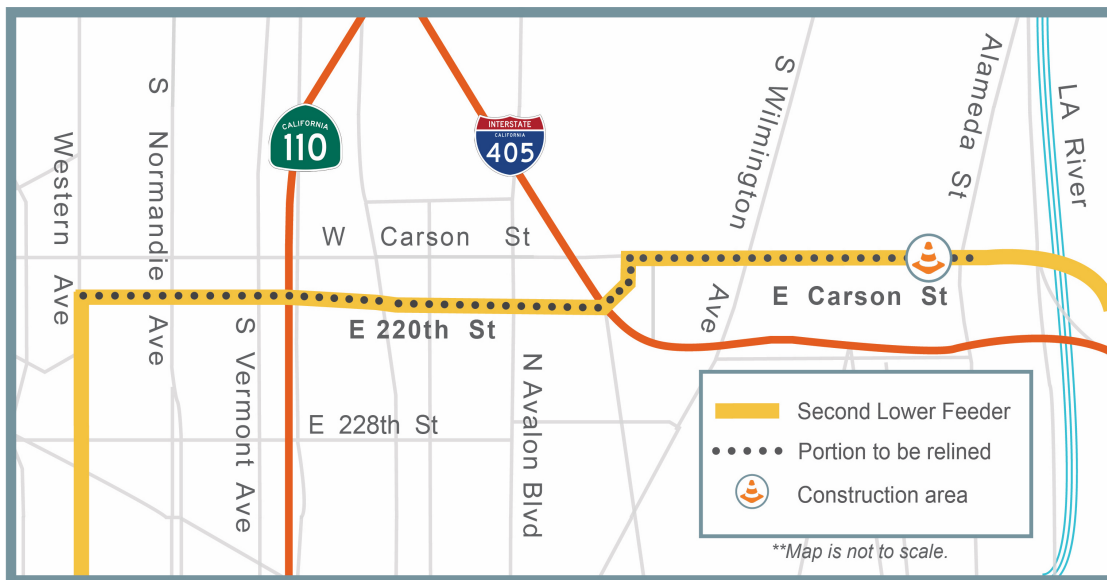 Western Ave
S Normandie Ave
S Vermont Ave
CALIFORNIA
110
INTERSTATE
CALIFORNIA
405
W Carson St
E 220th St
E 228th St
N Avalon Blvd
S Wilmington Ave
Alameda St
LA River
E Carson St
Second Lower Feeder
Portion to be relined
Construction area
**Map is not to scale.